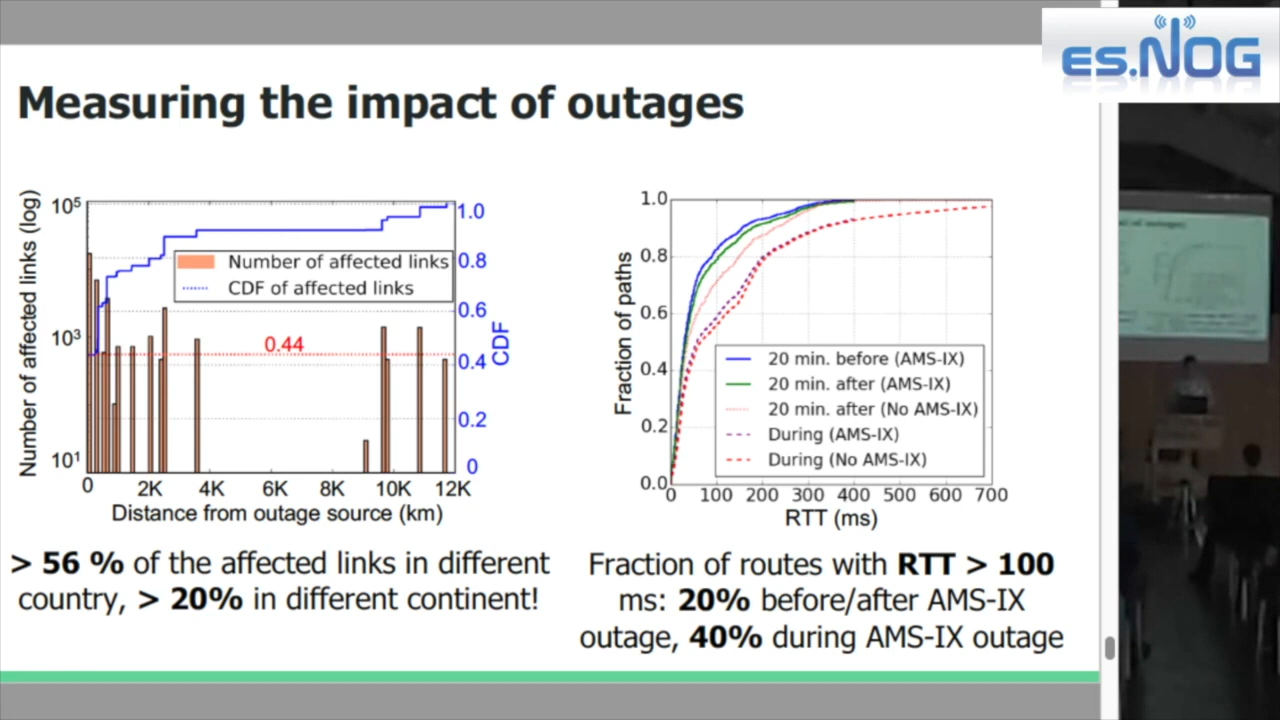 es.NOG
Measuring the impact of outages
Number of affected links (log)
10⁵
10³
10¹
1.0
0.8
0.6
0.4
0.2
0
CDF
Number of affected links
CDF of affected links
0.44
0
2K
4K
6K
8K
10K
12K
Distance from outage source (km)
Fraction of paths
1.0
0.8
0.6
0.4
0.2
0.0
20 min. before (AMS-IX)
20 min. after (AMS-IX)
20 min. after (No AMS-IX)
During (AMS-IX)
During (No AMS-IX)
0
100
200
300
400
500
600
700
RTT (ms)
> 56 % of the affected links in different
country, > 20% in different continent!
Fraction of routes with RTT > 100
ms: 20% before/after AMS-IX
outage, 40% during AMS-IX outage